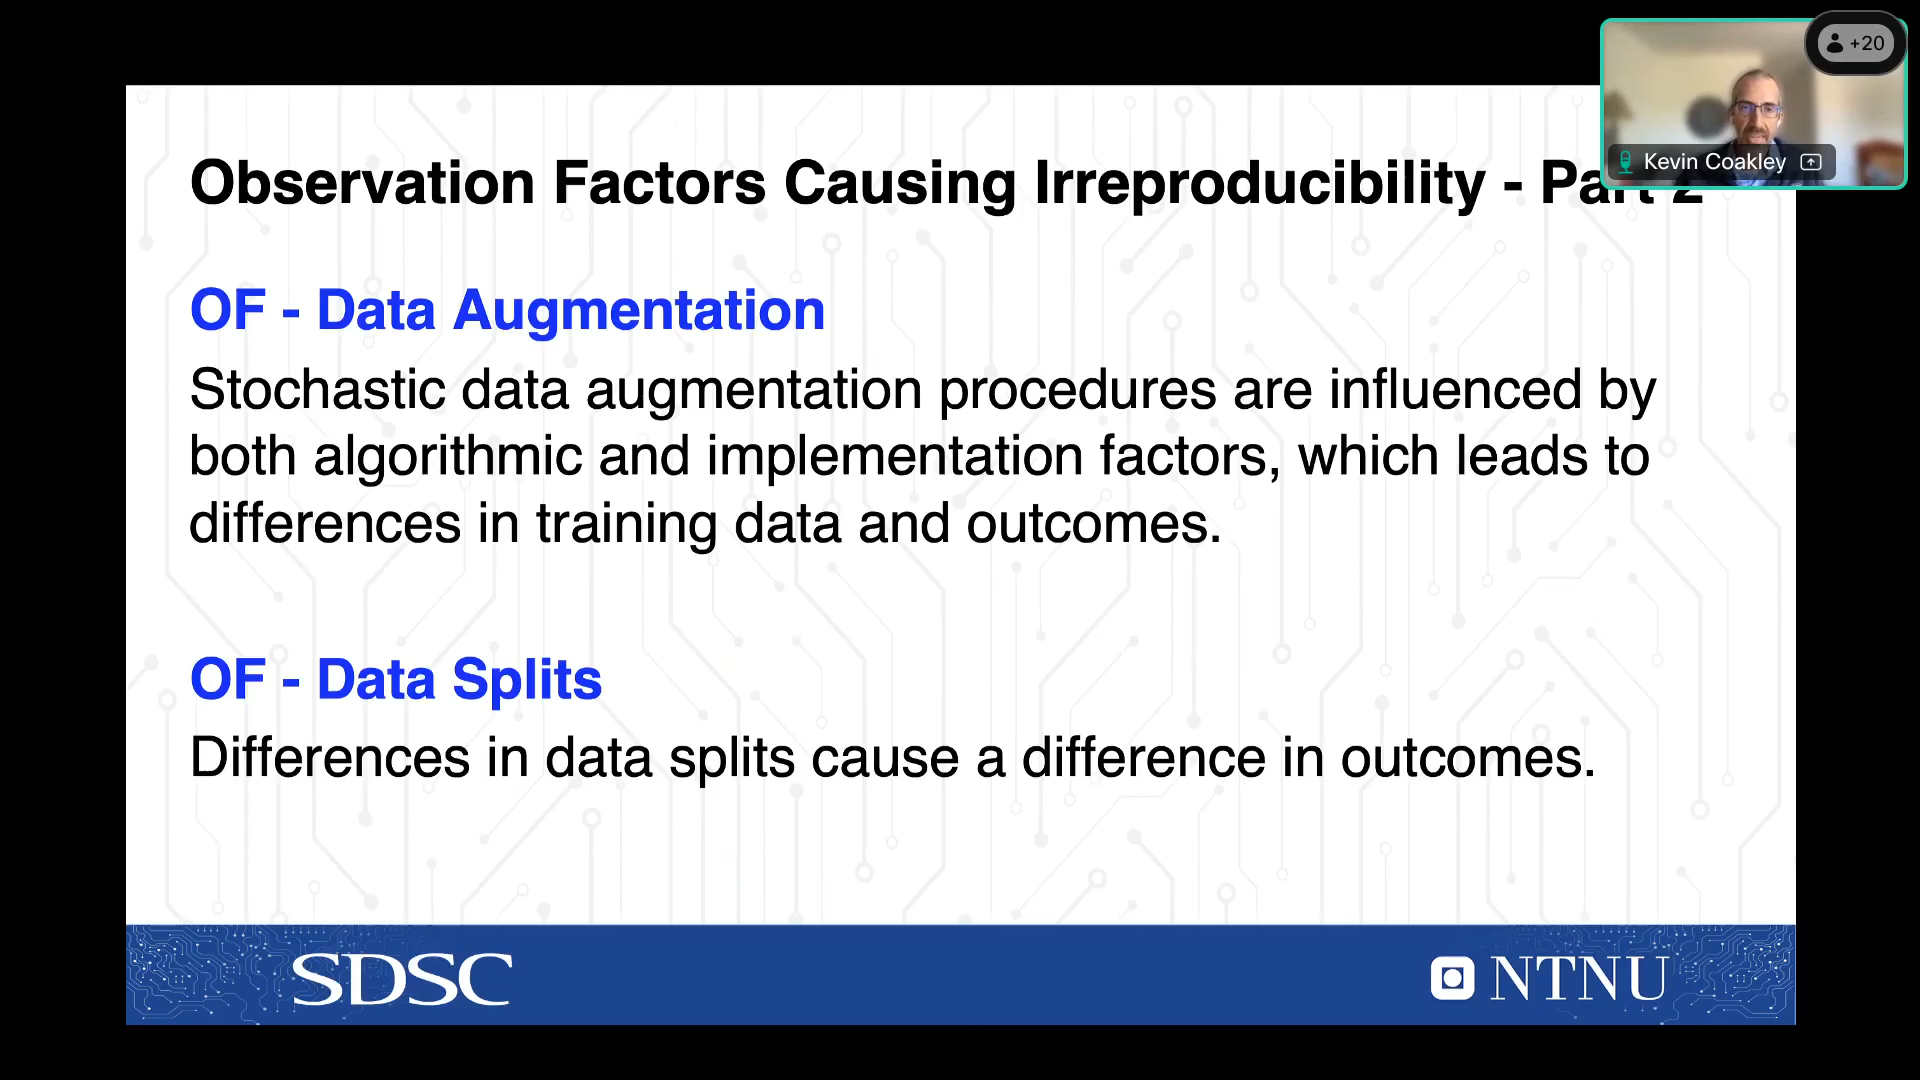 +20
Kevin Coakley
Observation Factors Causing Irreproducibility - Part 2
OF - Data Augmentation
Stochastic data augmentation procedures are influenced by
both algorithmic and implementation factors, which leads to
differences in training data and outcomes.
OF - Data Splits
Differences in data splits cause a difference in outcomes.
SDSC
NTNU